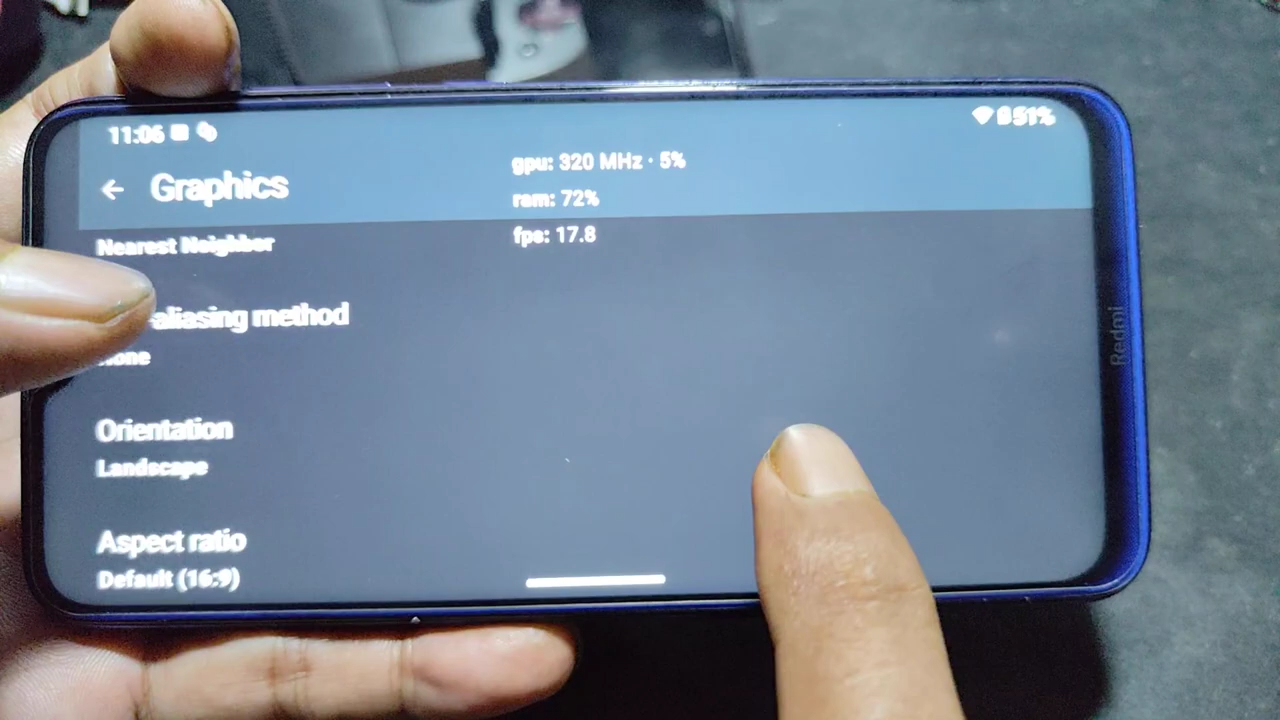 11:06
51%
gpu: 320 MHz · 5%
Graphics
ram: 72%
fps: 17.8
Nearest Neighbor
aliasing method
Orientation
Landscape
Aspect ratio
Default (16:9)
Redmi